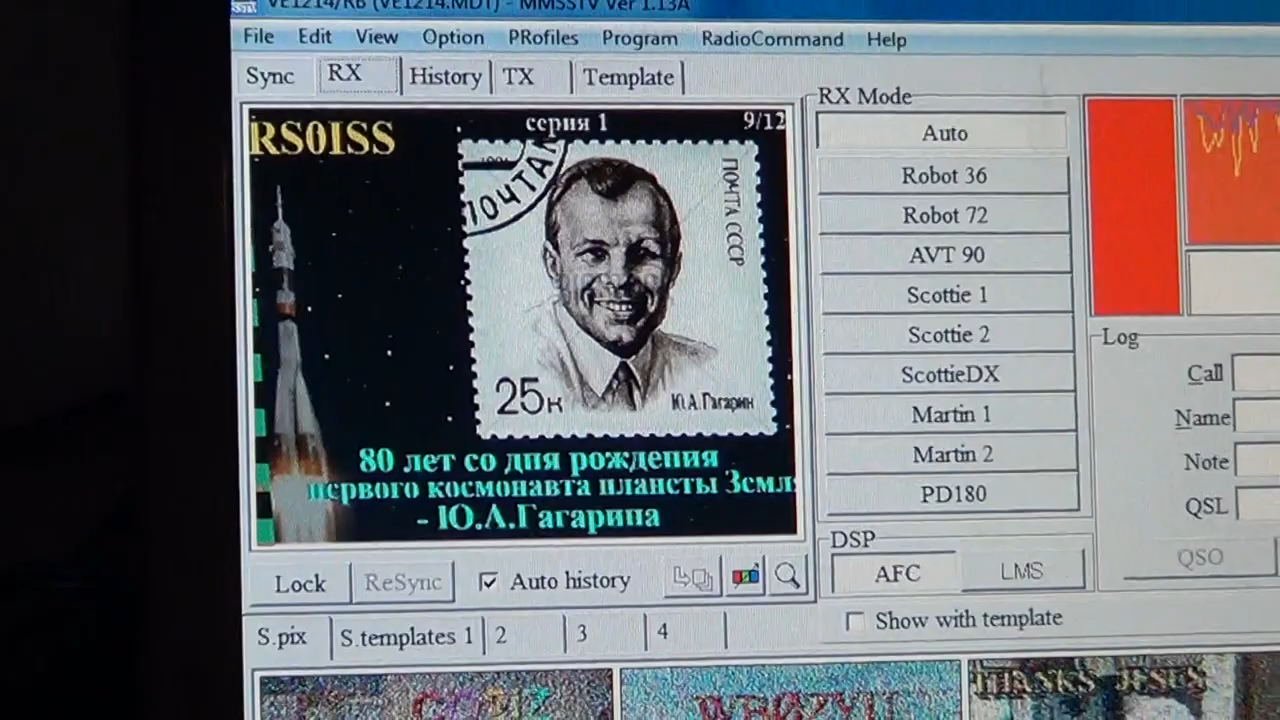 VE1214/RB (VE1214.MDT) - MMSSTV Ver 1.13A
File Edit View Option PRofiles Program RadioCommand Help
Sync RX History TX Template
RX Mode
RS0ISS
серия 1
9/12
ПОЧТА
ПОЧТА СССР
25к
Ю.А.Гагарин
80 лет со дня рождения
первого космонавта планеты Земл
- Ю.А.Гагарина
Auto
Robot 36
Robot 72
AVT 90
Scottie 1
Scottie 2
ScottieDX
Martin 1
Martin 2
PD180
Log
Call
Name
Note
QSL
QSO
DSP
AFC LMS
Show with template
Lock ReSync Auto history
S.pix S.templates 1 2 3 4
THANKS JESUS